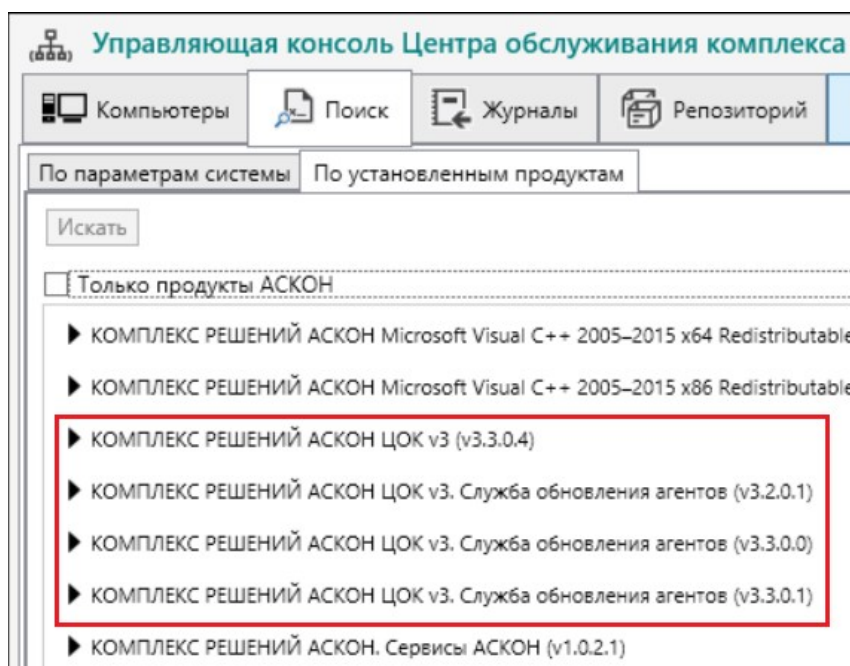 Управляющая консоль Центра обслуживания комплекса
Компьютеры Поиск Журналы Репозиторий
По параметрам системы По установленным продуктам
Искать
Только продукты АСКОН
КОМПЛЕКС РЕШЕНИЙ АСКОН Microsoft Visual C++ 2005–2015 x64 Redistributable
КОМПЛЕКС РЕШЕНИЙ АСКОН Microsoft Visual C++ 2005–2015 x86 Redistributable
КОМПЛЕКС РЕШЕНИЙ АСКОН ЦОК v3 (v3.3.0.4)
КОМПЛЕКС РЕШЕНИЙ АСКОН ЦОК v3. Служба обновления агентов (v3.2.0.1)
КОМПЛЕКС РЕШЕНИЙ АСКОН ЦОК v3. Служба обновления агентов (v3.3.0.0)
КОМПЛЕКС РЕШЕНИЙ АСКОН ЦОК v3. Служба обновления агентов (v3.3.0.1)
КОМПЛЕКС РЕШЕНИЙ АСКОН. Сервисы АСКОН (v1.0.2.1)